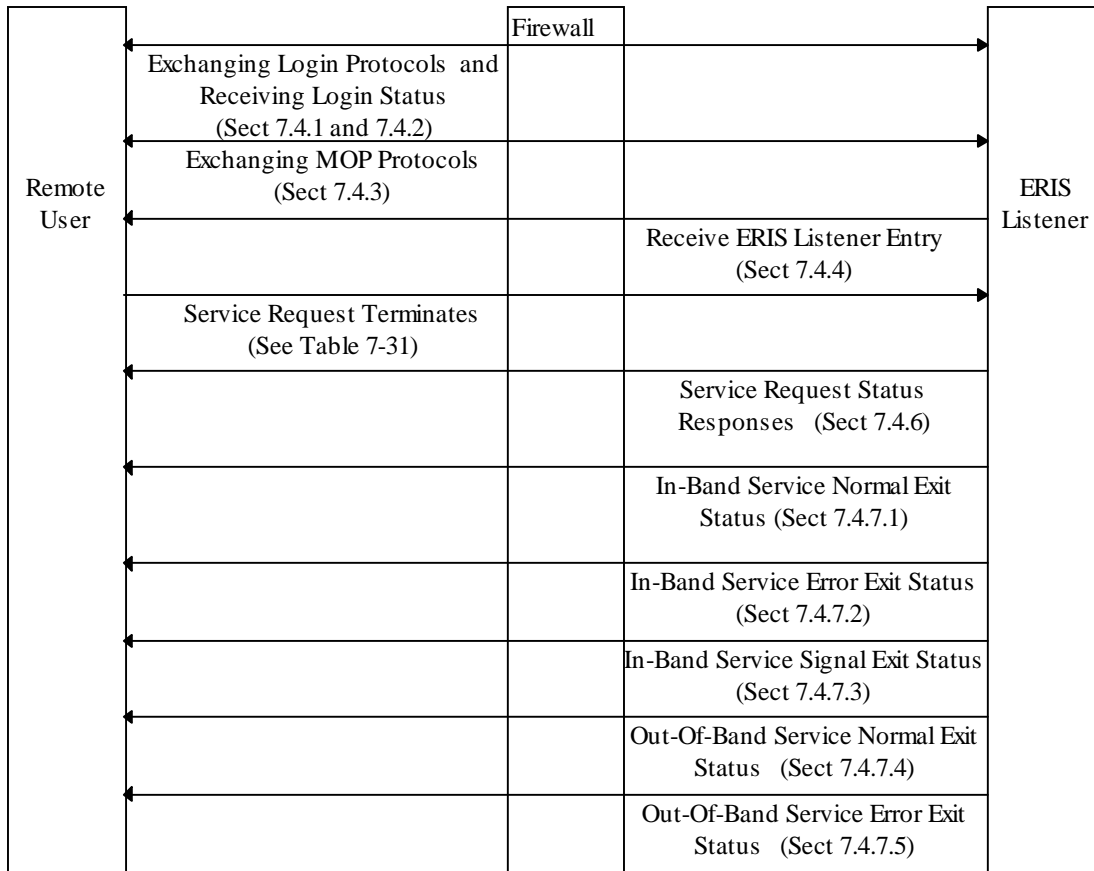 Firewall
Exchanging Login Protocols and
Receiving Login Status
(Sect 7.4.1 and 7.4.2)
Exchanging MOP Protocols
(Sect 7.4.3)
Remote
User
ERIS
Listener
Receive ERIS Listener Entry
(Sect 7.4.4)
Service Request Terminates
(See Table 7-31)
Service Request Status
Responses (Sect 7.4.6)
In-Band Service Normal Exit
Status (Sect 7.4.7.1)
In-Band Service Error Exit Status
(Sect 7.4.7.2)
In-Band Service Signal Exit Status
(Sect 7.4.7.3)
Out-Of-Band Service Normal Exit
Status (Sect 7.4.7.4)
Out-Of-Band Service Error Exit
Status (Sect 7.4.7.5)